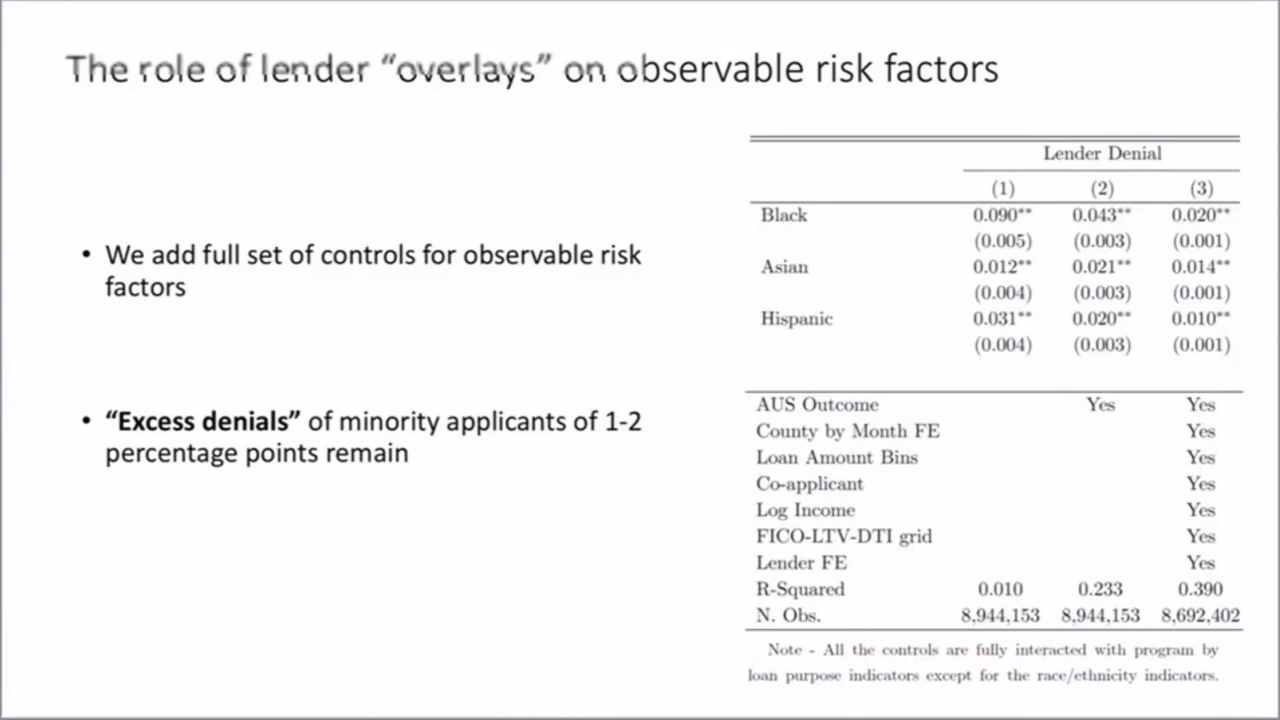 The role of lender “overlays” on observable risk factors
• We add full set of controls for observable risk
factors
• “Excess denials” of minority applicants of 1-2
percentage points remain
Lender Denial
(1) (2) (3)
Black 0.090** 0.043** 0.020**
(0.005) (0.003) (0.001)
Asian 0.012** 0.021** 0.014**
(0.004) (0.003) (0.001)
Hispanic 0.031** 0.020** 0.010**
(0.004) (0.003) (0.001)
AUS Outcome Yes Yes
County by Month FE Yes
Loan Amount Bins Yes
Co-applicant Yes
Log Income Yes
FICO-LTV-DTI grid Yes
Lender FE Yes
R-Squared 0.010 0.233 0.390
N. Obs. 8,944,153 8,944,153 8,692,402
Note - All the controls are fully interacted with program by
loan purpose indicators except for the race/ethnicity indicators.